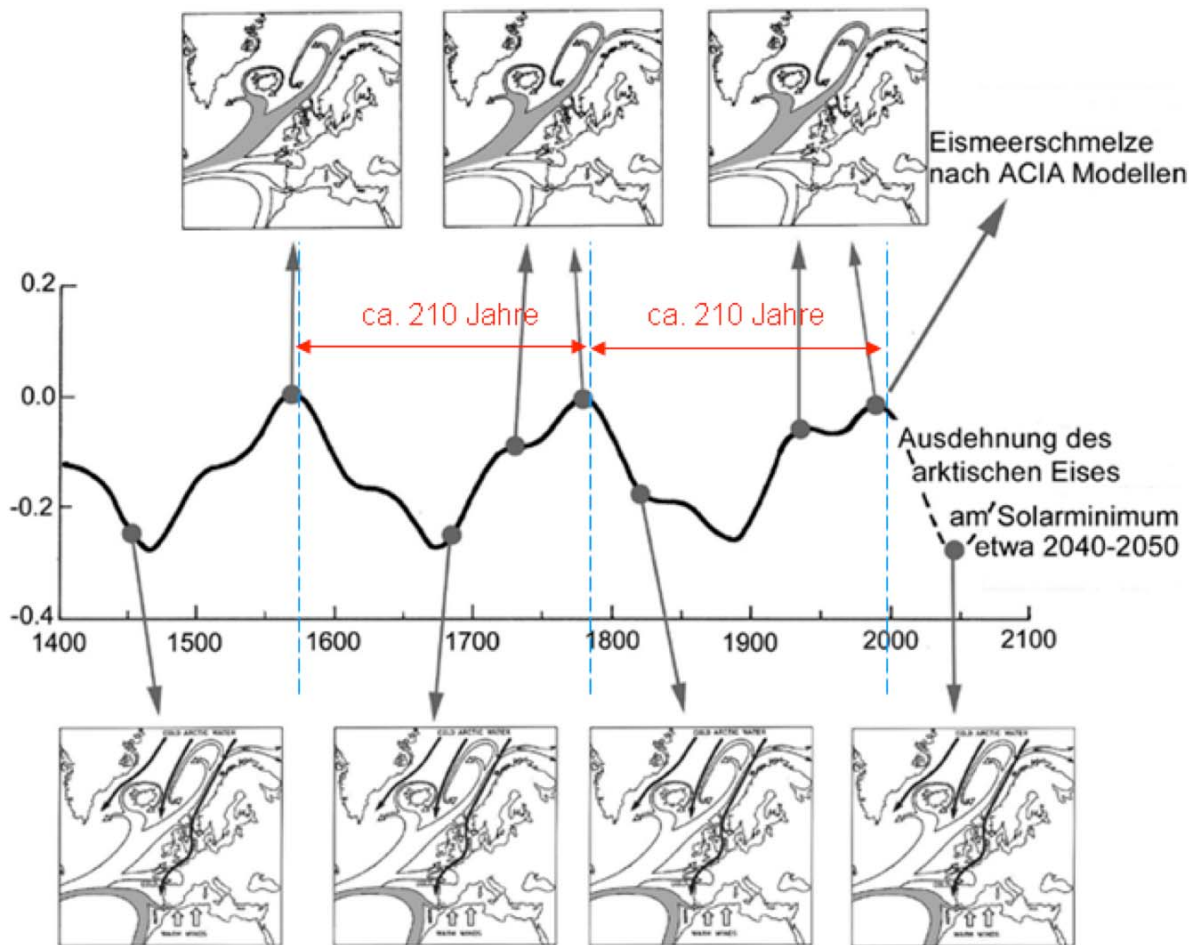 Eismeerschmelze
nach ACIA Modellen
0.2
ca. 210 Jahre
ca. 210 Jahre
0.0
Ausdehnung des
arktischen Eises
-0.2
am Solarminimum
etwa 2040-2050
-0.4
1400
1500
1600
1700
1800
1900
2000
2100
COLD ARCTIC WATER
COLD ARCTIC WATER
COLD ARCTIC WATER
COLD ARCTIC WATER
WARM WINDS
WARM WINDS
WARM WINDS
WARM WINDS